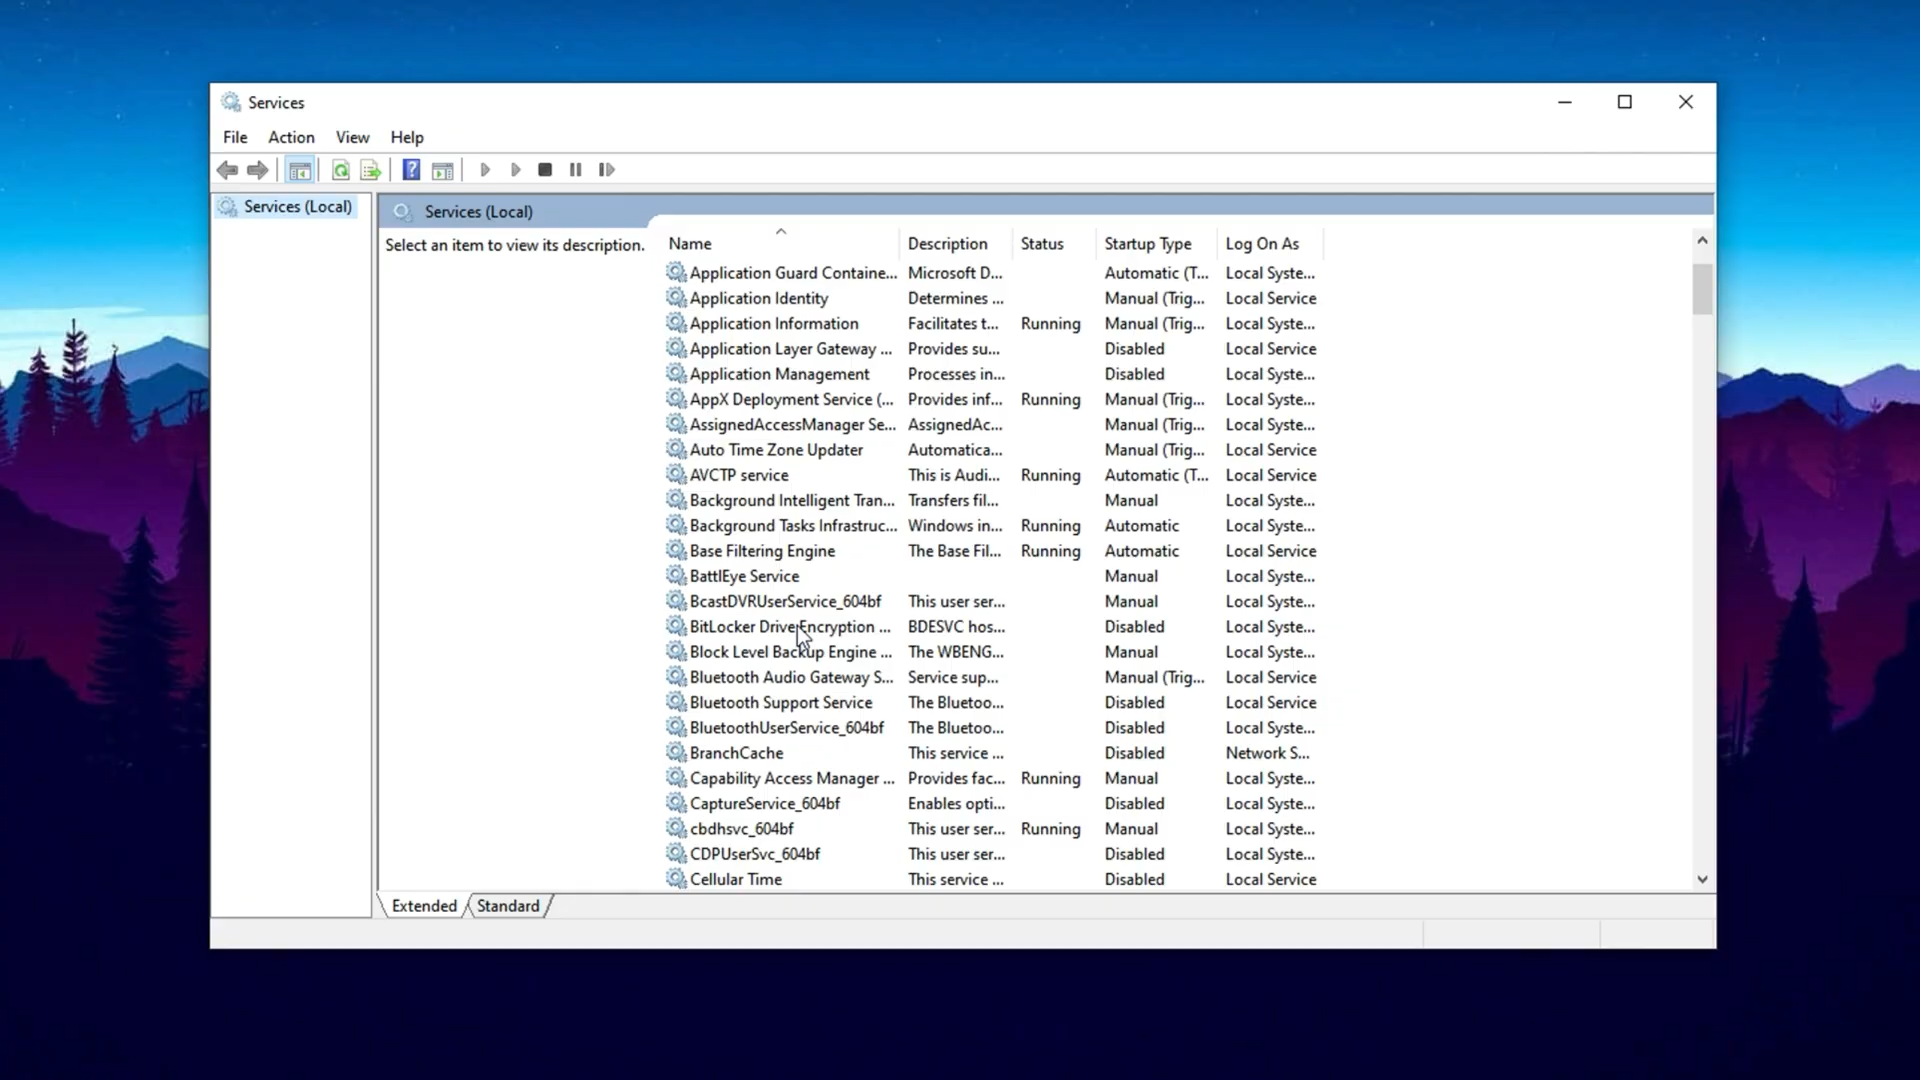 Services
File Action View Help
Services (Local)
Services (Local)
Select an item to view its description.
Name Description Status Startup Type Log On As
Application Guard Containe... Microsoft D... Automatic (T... Local Syste...
Application Identity Determines ... Manual (Trig... Local Service
Application Information Facilitates t... Running Manual (Trig... Local Syste...
Application Layer Gateway ... Provides su... Disabled Local Service
Application Management Processes in... Disabled Local Syste...
AppX Deployment Service (... Provides inf... Running Manual (Trig... Local Syste...
AssignedAccessManager Se... AssignedAc... Manual (Trig... Local Syste...
Auto Time Zone Updater Automatica... Manual (Trig... Local Service
AVCTP service This is Audi... Running Automatic (T... Local Service
Background Intelligent Tran... Transfers fil... Manual Local Syste...
Background Tasks Infrastruc... Windows in... Running Automatic Local Syste...
Base Filtering Engine The Base Fil... Running Automatic Local Service
BattlEye Service Manual Local Syste...
BcastDVRUserService_604bf This user ser... Manual Local Syste...
BitLocker Drive Encryption ... BDESVC hos... Disabled Local Syste...
Block Level Backup Engine ... The WBENG... Manual Local Syste...
Bluetooth Audio Gateway S... Service sup... Manual (Trig... Local Service
Bluetooth Support Service The Bluetoo... Disabled Local Service
BluetoothUserService_604bf The Bluetoo... Disabled Local Syste...
BranchCache This service ... Disabled Network S...
Capability Access Manager ... Provides fac... Running Manual Local Syste...
CaptureService_604bf Enables opti... Disabled Local Syste...
cbdhsvc_604bf This user ser... Running Manual Local Syste...
CDPUserSvc_604bf This user ser... Disabled Local Syste...
Cellular Time This service ... Disabled Local Service
Extended Standard